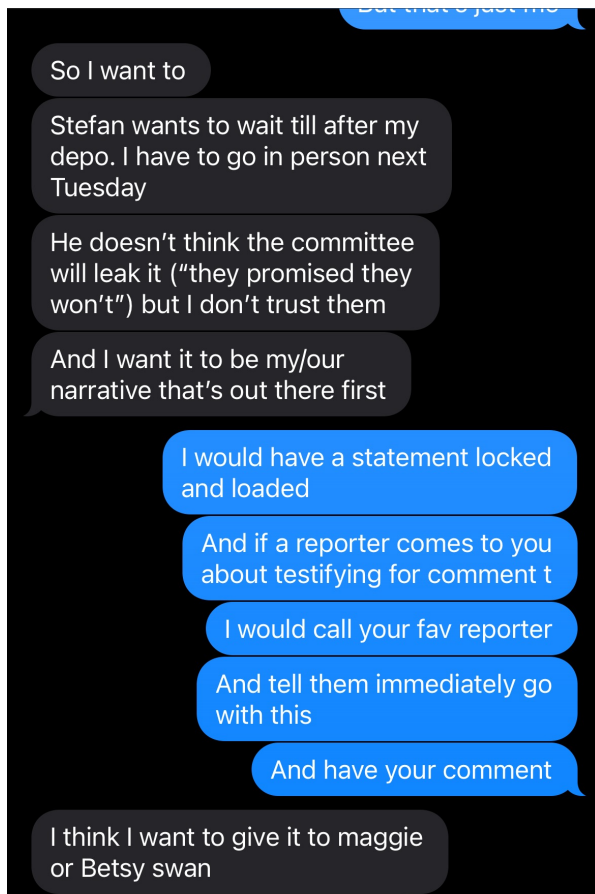 But that's just me
So I want to
Stefan wants to wait till after my
depo. I have to go in person next
Tuesday
He doesn’t think the committee
will leak it (“they promised they
won’t”) but I don’t trust them
And I want it to be my/our
narrative that’s out there first
I would have a statement locked
and loaded
And if a reporter comes to you
about testifying for comment t
I would call your fav reporter
And tell them immediately go
with this
And have your comment
I think I want to give it to maggie
or Betsy swan